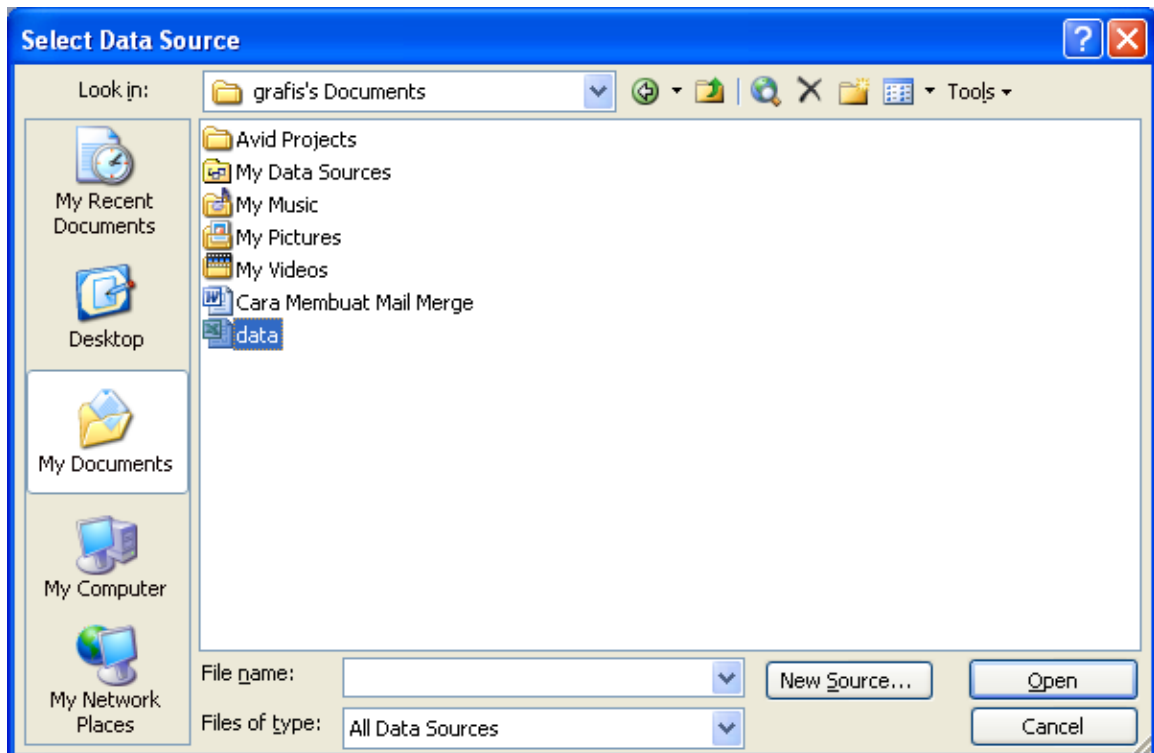 Select Data Source
Look in:
grafis's Documents
Tools
My Recent
Documents
Desktop
My Documents
My Computer
My Network
Places
Avid Projects
My Data Sources
My Music
My Pictures
My Videos
Cara Membuat Mail Merge
data
File name:
New Source...
Open
Files of type:
All Data Sources
Cancel